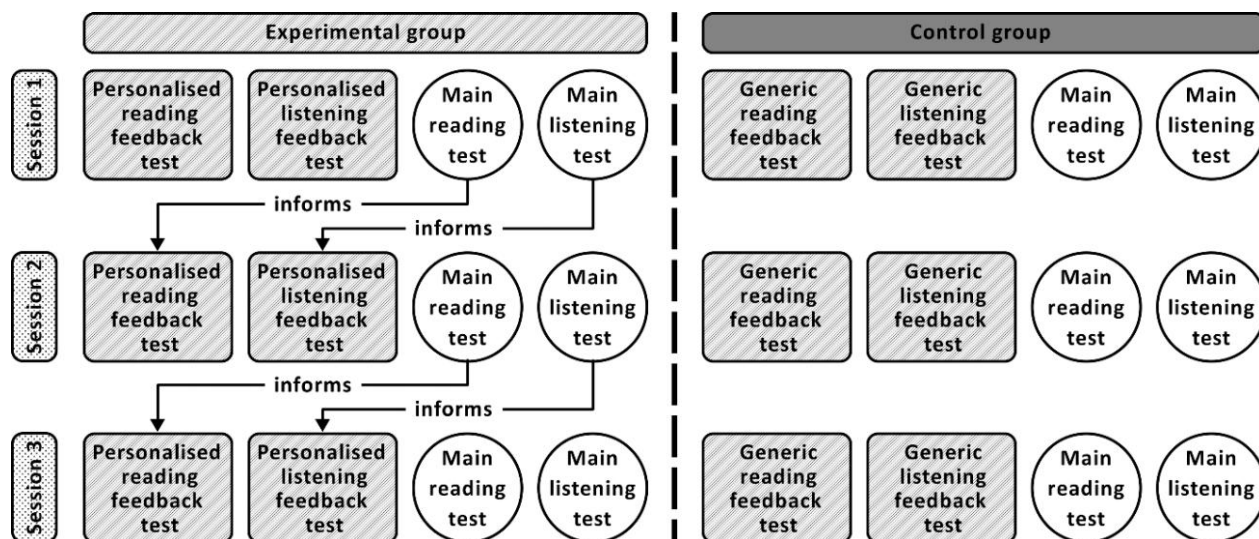 Experimental group
Control group
Session 1
Personalised
reading
feedback
test
Personalised
listening
feedback
test
Main
reading
test
Main
listening
test
Generic
reading
feedback
test
Generic
listening
feedback
test
Main
reading
test
Main
listening
test
informs
informs
Session 2
Personalised
reading
feedback
test
Personalised
listening
feedback
test
Main
reading
test
Main
listening
test
Generic
reading
feedback
test
Generic
listening
feedback
test
Main
reading
test
Main
listening
test
informs
informs
Session 3
Personalised
reading
feedback
test
Personalised
listening
feedback
test
Main
reading
test
Main
listening
test
Generic
reading
feedback
test
Generic
listening
feedback
test
Main
reading
test
Main
listening
test